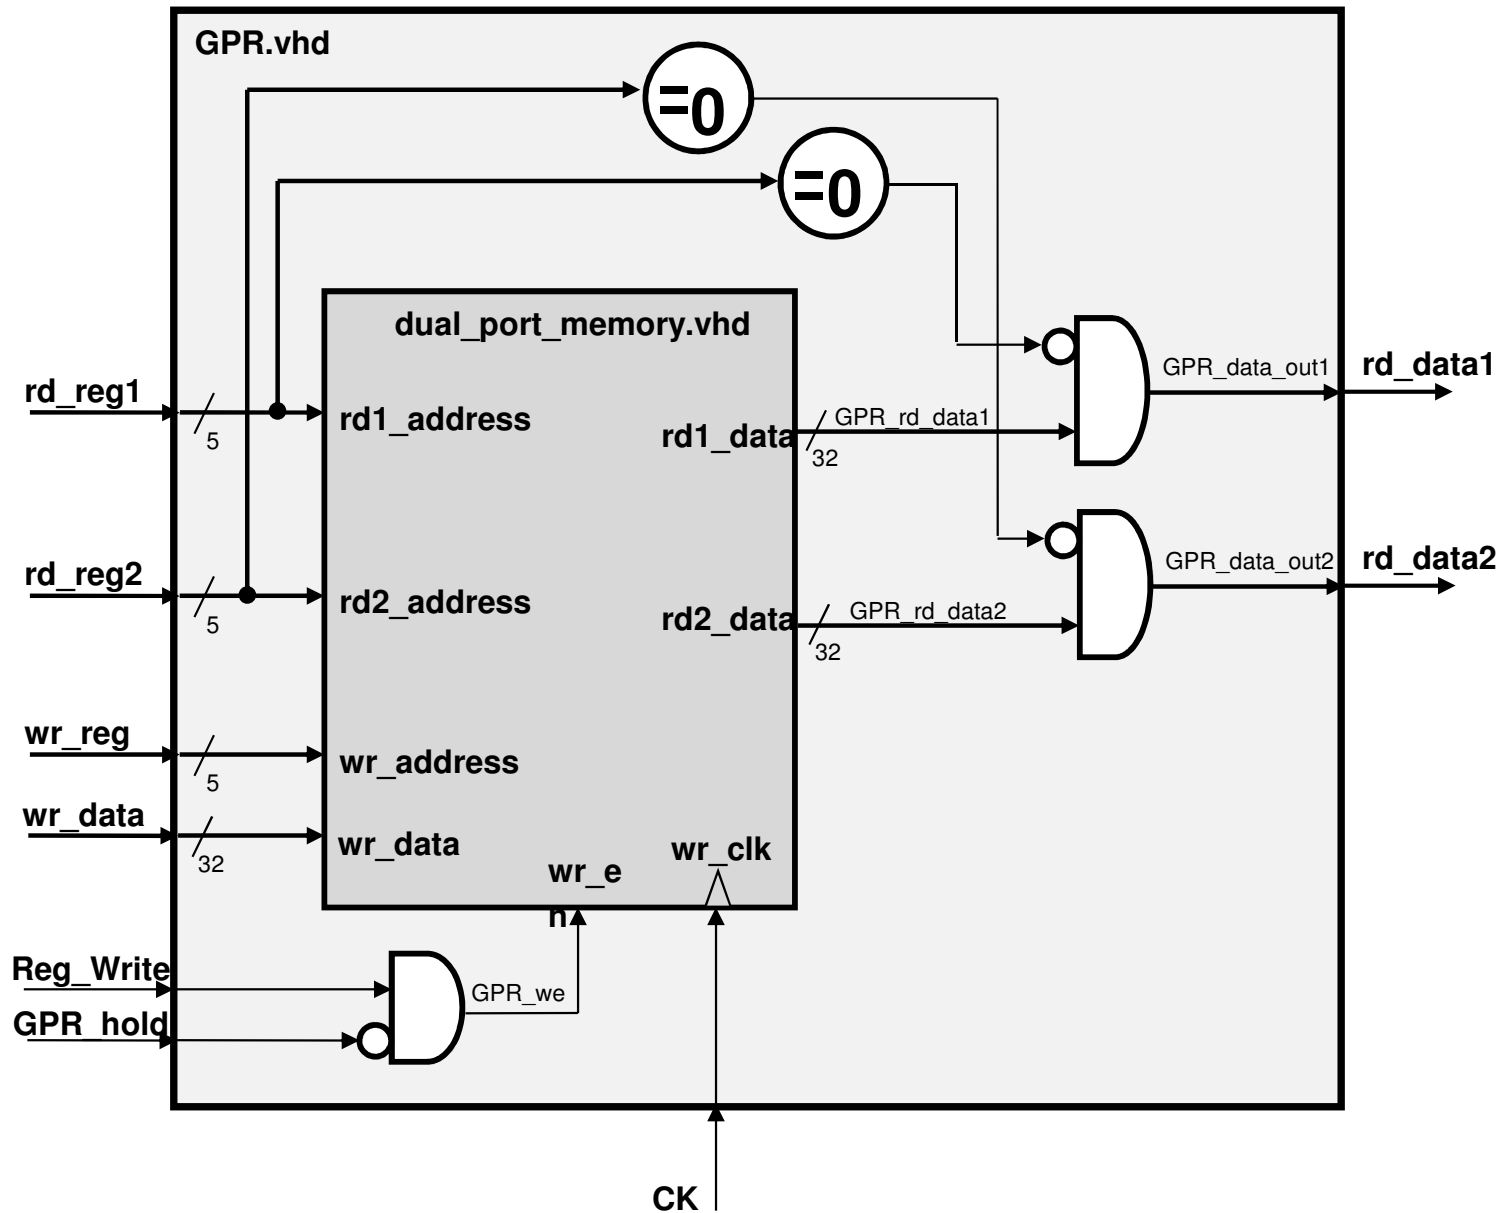 GPR.vhd
=0
=0
dual_port_memory.vhd
rd_reg1
5
rd1_address
rd1_data
32
GPR_rd_data1
GPR_data_out1
rd_data1
rd_reg2
5
rd2_address
rd2_data
32
GPR_rd_data2
GPR_data_out2
rd_data2
wr_reg
5
wr_address
wr_data
32
wr_data
wr_e
n
wr_clk
Reg_Write
GPR_hold
GPR_we
CK